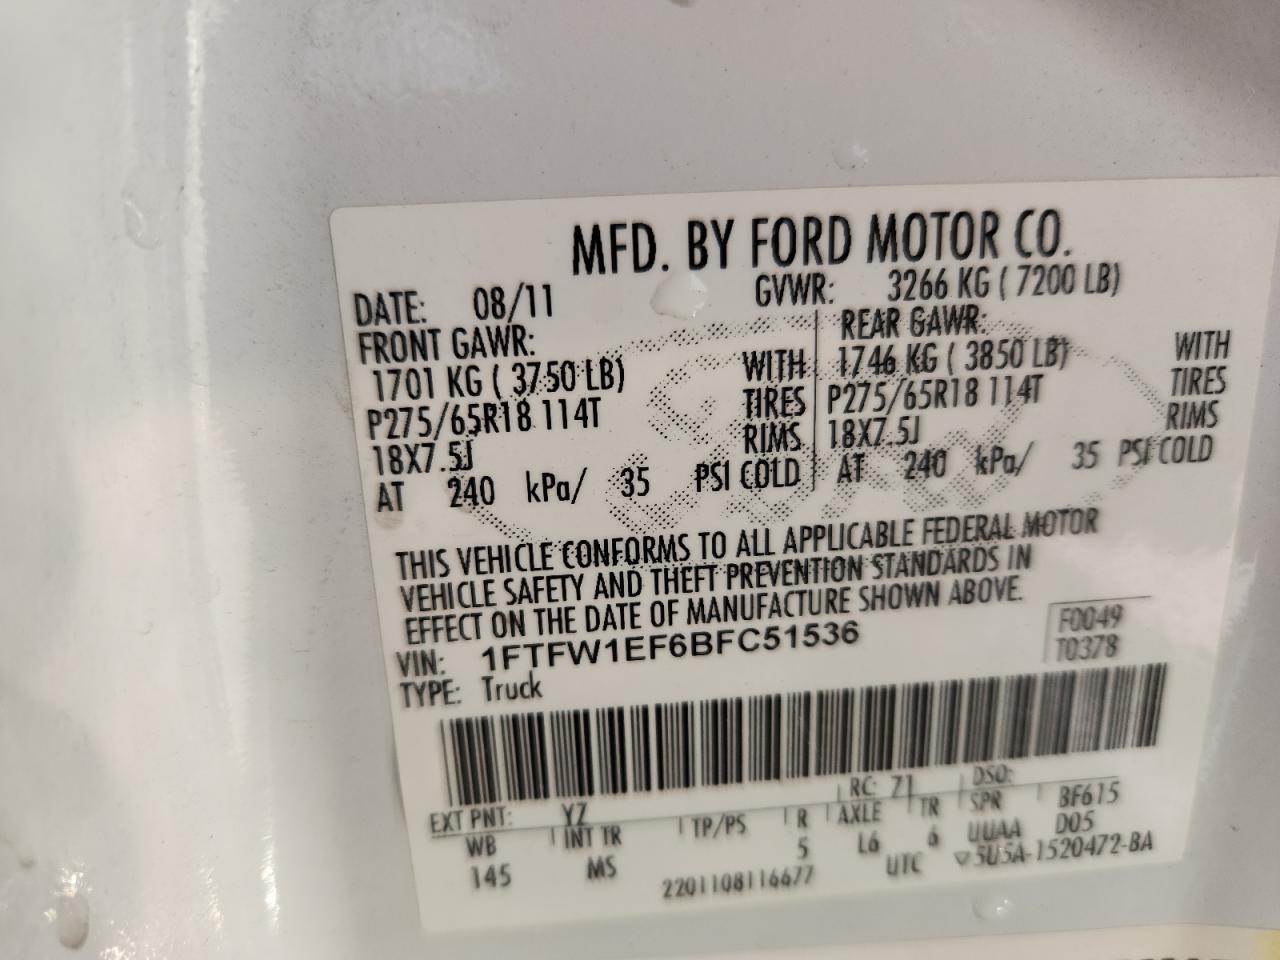 MFD. BY FORD MOTOR CO.
DATE: 08/11 GVWR: 3266 KG ( 7200 LB)
FRONT GAWR: REAR GAWR:
1701 KG ( 3750 LB) WITH 1746 KG ( 3850 LB) WITH
P275/65R18 114T TIRES P275/65R18 114T TIRES
18X7.5J RIMS 18X7.5J RIMS
AT 240 kPa/ 35 PSI COLD AT 240 kPa/ 35 PSI COLD
THIS VEHICLE CONFORMS TO ALL APPLICABLE FEDERAL MOTOR
VEHICLE SAFETY AND THEFT PREVENTION STANDARDS IN
EFFECT ON THE DATE OF MANUFACTURE SHOWN ABOVE.
VIN: 1FTFW1EF6BFC51536 F0049
TYPE: Truck T0378
EXT PNT: YZ RC: 71 DSO:
WB INT TR TP/PS R AXLE TR SPR BF615
145 MS 5 L6 6 UUAA D05
2201108116677 UTC ▽5U5A-1520472-BA